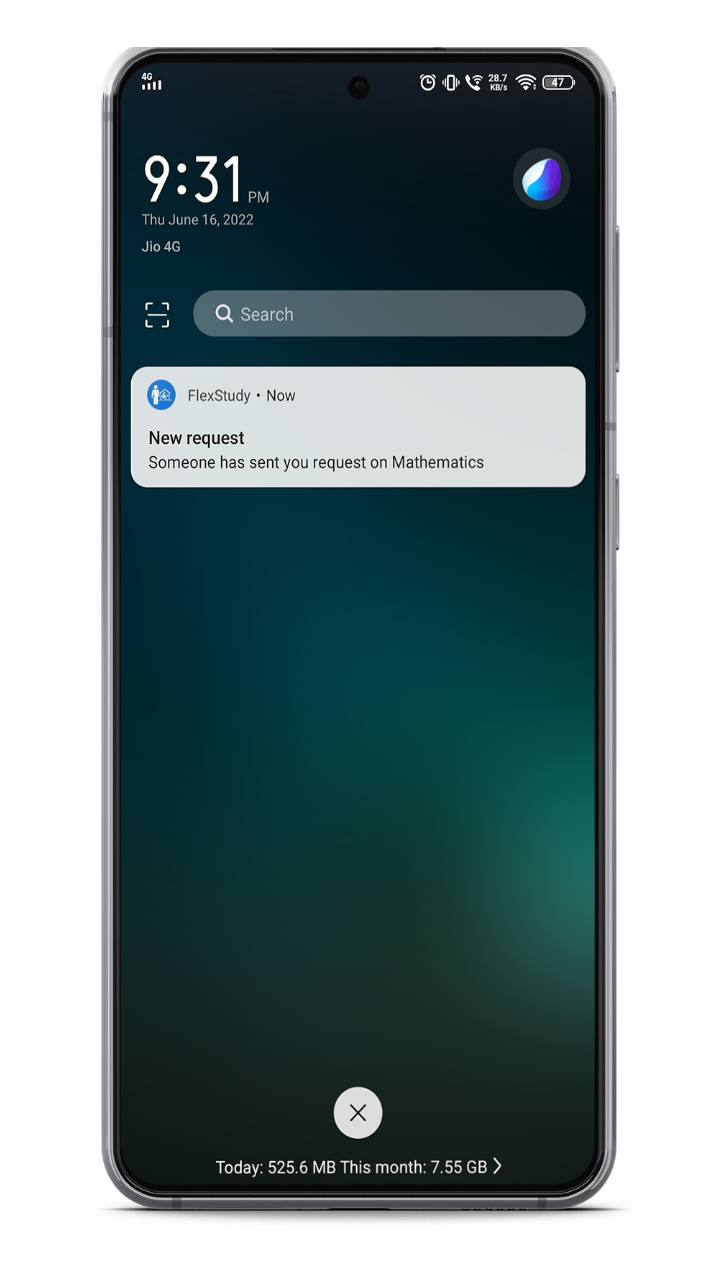 4G
28.7
KB/s
47
9:31 PM
Thu June 16, 2022
Jio 4G
Search
FlexStudy • Now
New request
Someone has sent you request on Mathematics
Today: 525.6 MB This month: 7.55 GB